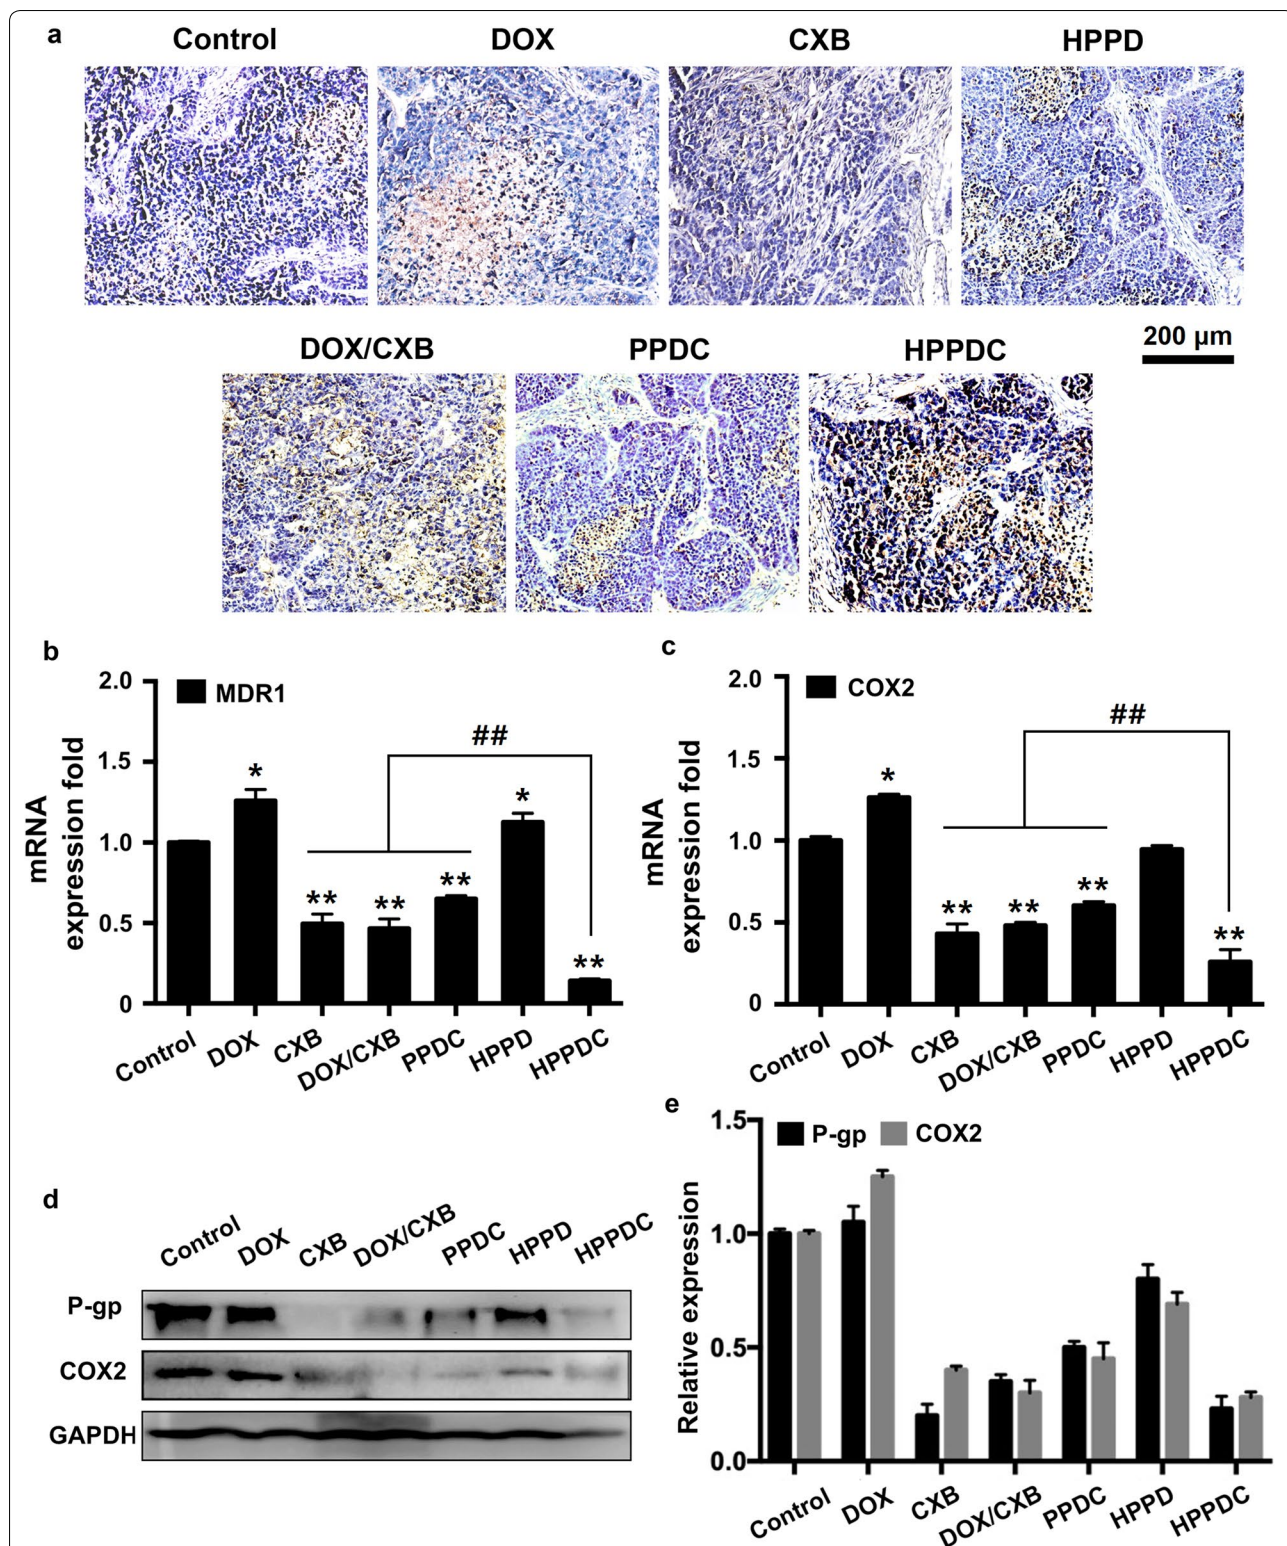 a
Control DOX CXB HPPD
DOX/CXB PPDC HPPDC
200 µm
b
2.0
MDR1
##
1.5
*
*
1.0
**
**
**
0.5
**
0
mRNA
expression fold
Control DOX CXB DOX/CXB PPDC HPPD HPPDC
c
2.0
COX2
##
1.5
*
1.0
**
**
**
0.5
**
0
mRNA
expression fold
Control DOX CXB DOX/CXB PPDC HPPD HPPDC
d
Control DOX CXB DOX/CXB PPDC HPPD HPPDC
P-gp
COX2
GAPDH
e
1.5
P-gp COX2
1.0
0.5
0.0
Relative expression
Control DOX CXB DOX/CXB PPDC HPPD HPPDC